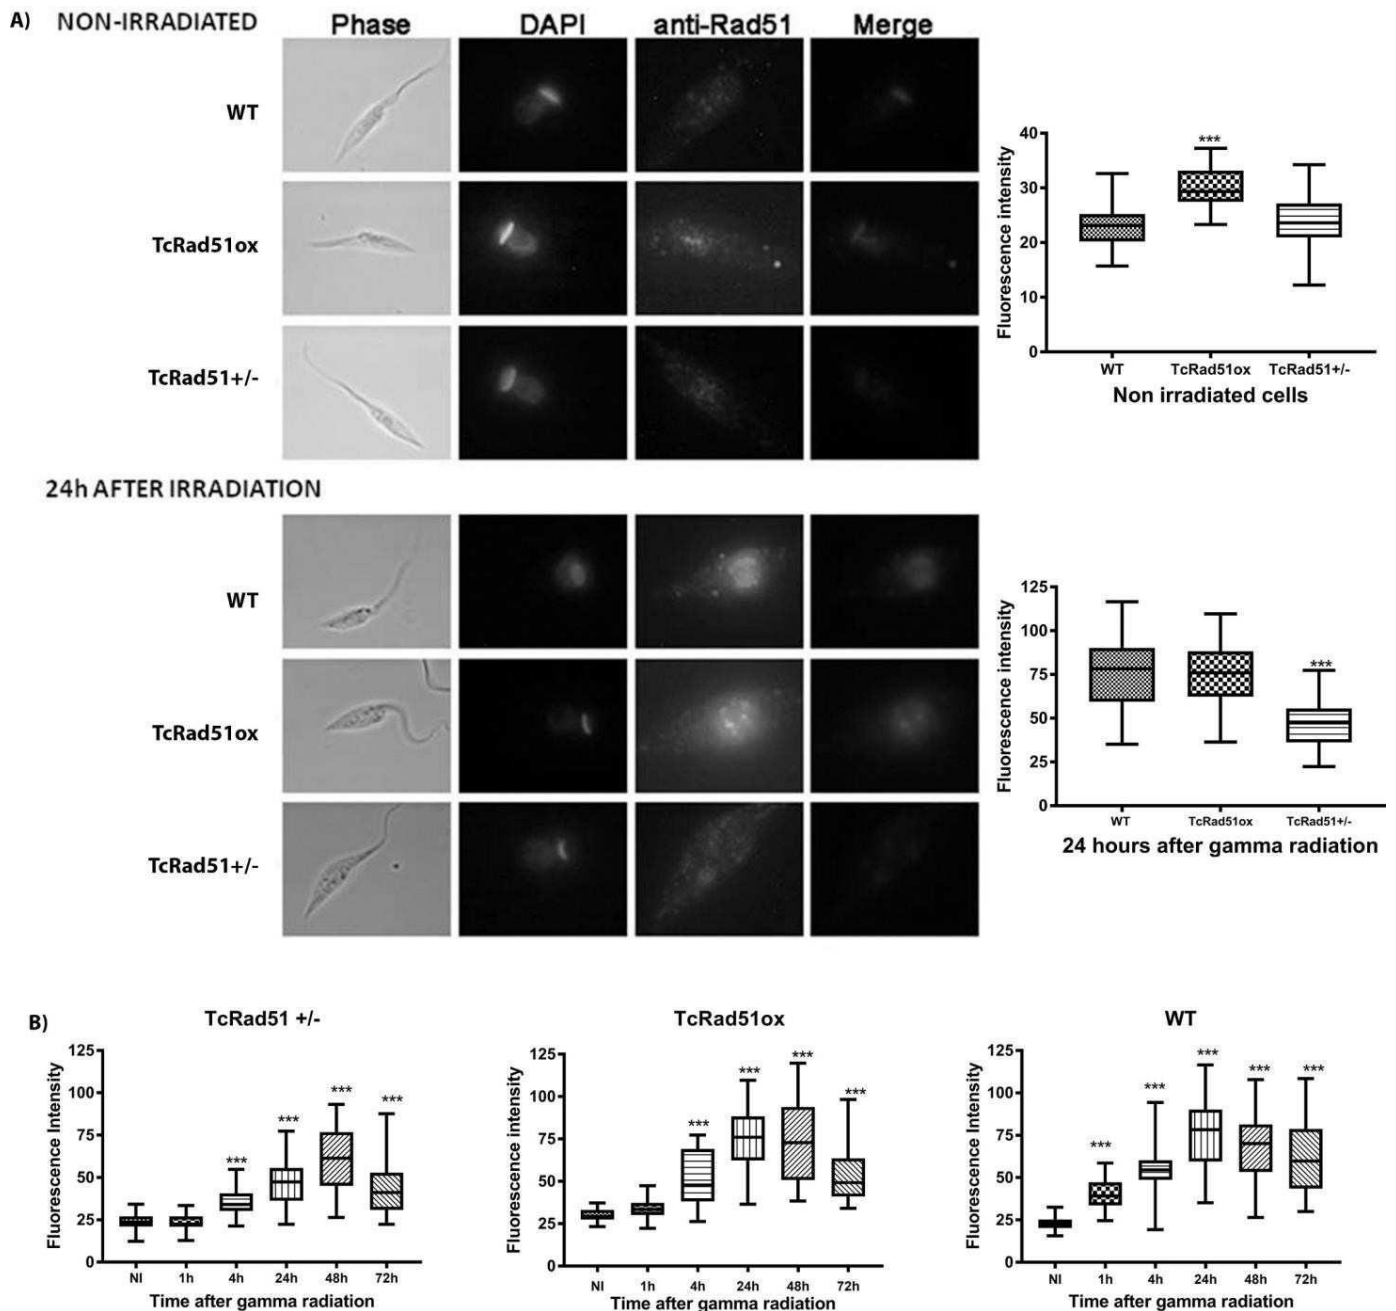 A) NON-IRRADIATED
Phase DAPI anti-Rad51 Merge
WT
TcRad51ox
TcRad51+/-
Fluorescence intensity
40
30
20
10
0
***
WT TcRad51ox TcRad51+/-
Non irradiated cells
24h AFTER IRRADIATION
WT
TcRad51ox
TcRad51+/-
Fluorescence intensity
125
100
75
50
25
0
***
WT TcRad51ox TcRad51+/-
24 hours after gamma radiation
B)
TcRad51 +/-
Fluorescence Intensity
125
100
75
50
25
0
*** *** *** ***
NI 1h 4h 24h 48h 72h
Time after gamma radiation
TcRad51ox
Fluorescence intensity
125
100
75
50
25
0
*** *** *** ***
NI 1h 4h 24h 48h 72h
Time after gamma radiation
WT
Fluorescence Intensity
125
100
75
50
25
0
*** *** *** *** ***
NI 1h 4h 24h 48h 72h
Time after gamma radiation